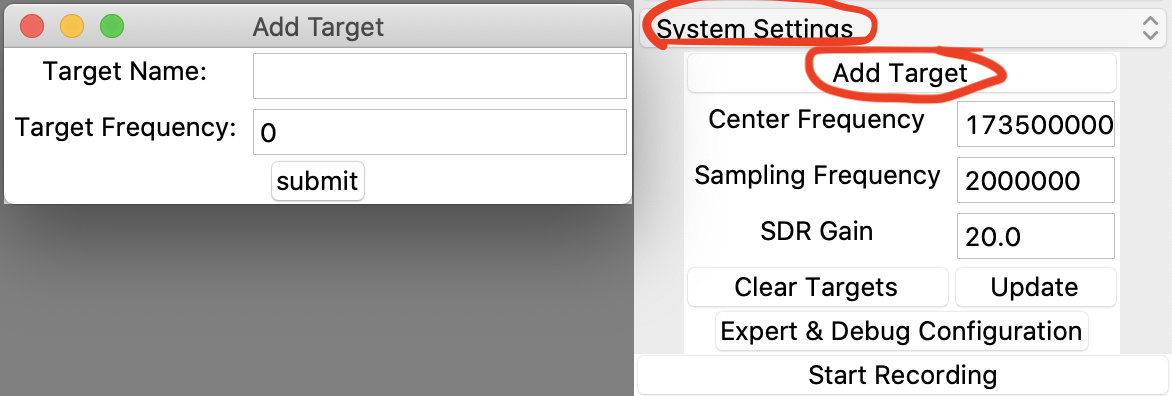 Add Target
Target Name:
Target Frequency: 0
submit
System Settings
Add Target
Center Frequency 173500000
Sampling Frequency 2000000
SDR Gain 20.0
Clear Targets Update
Expert & Debug Configuration
Start Recording